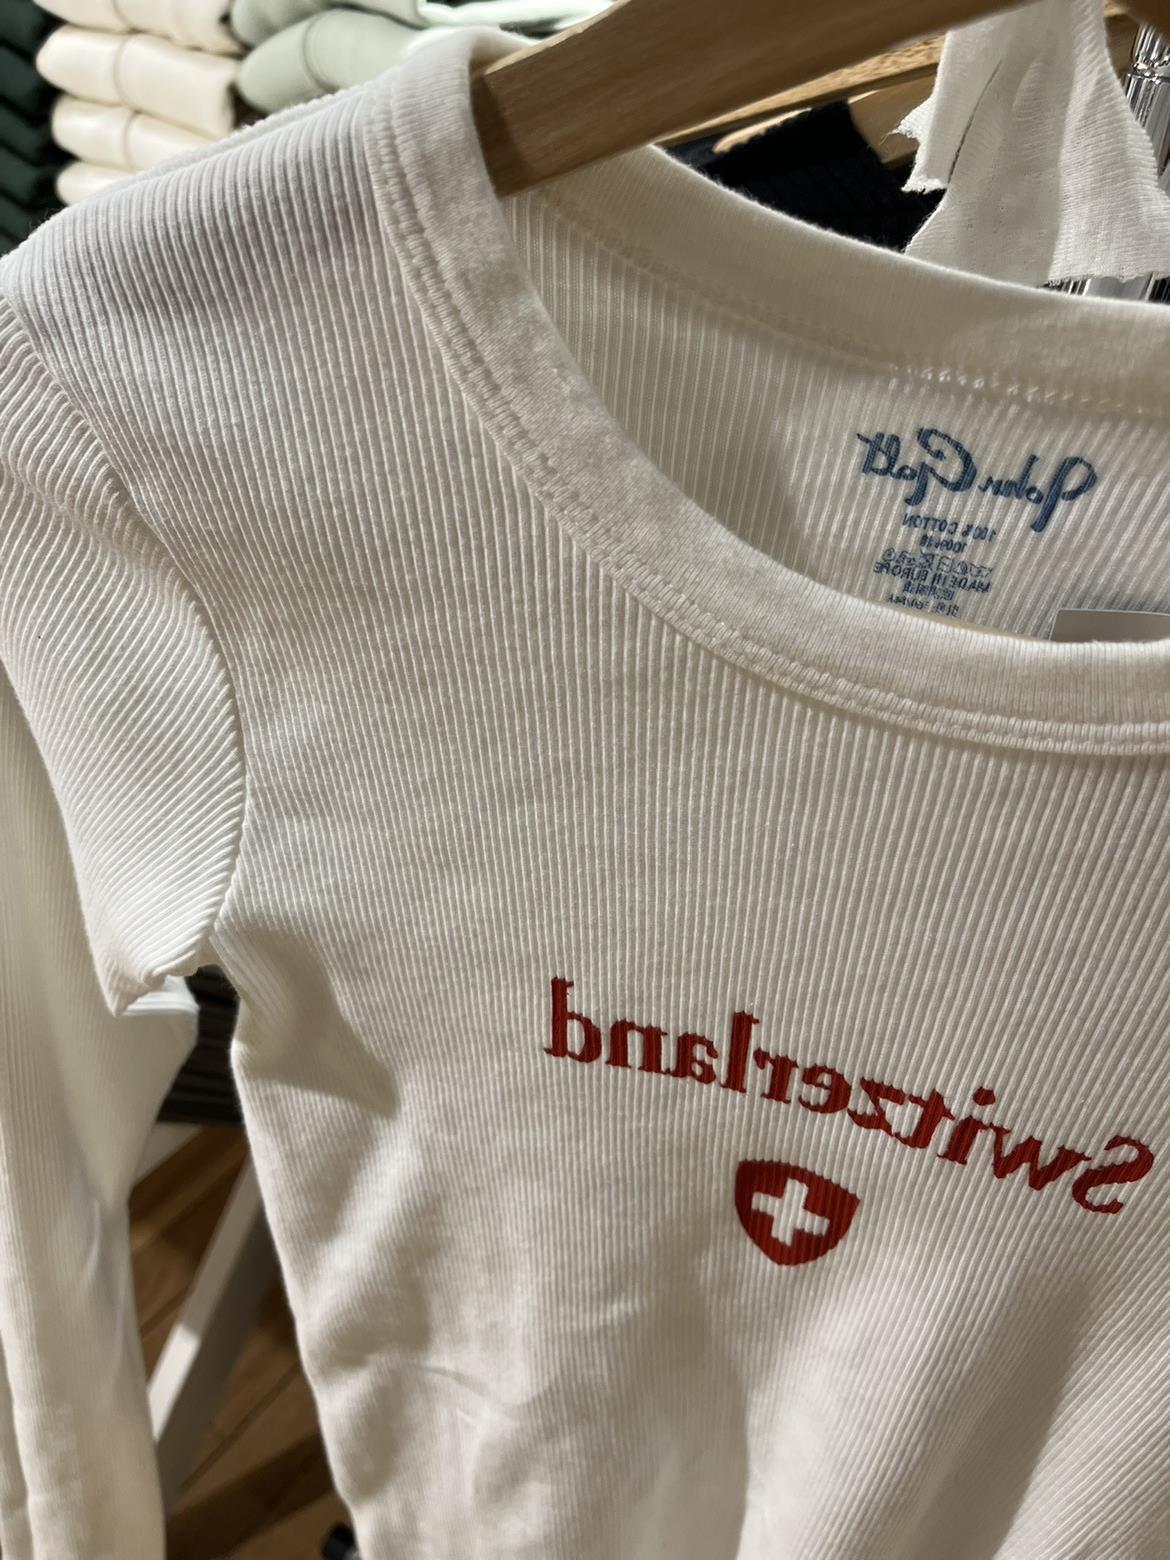 John Galt
100% COTTON
MADE IN EUROPE
Switzerland